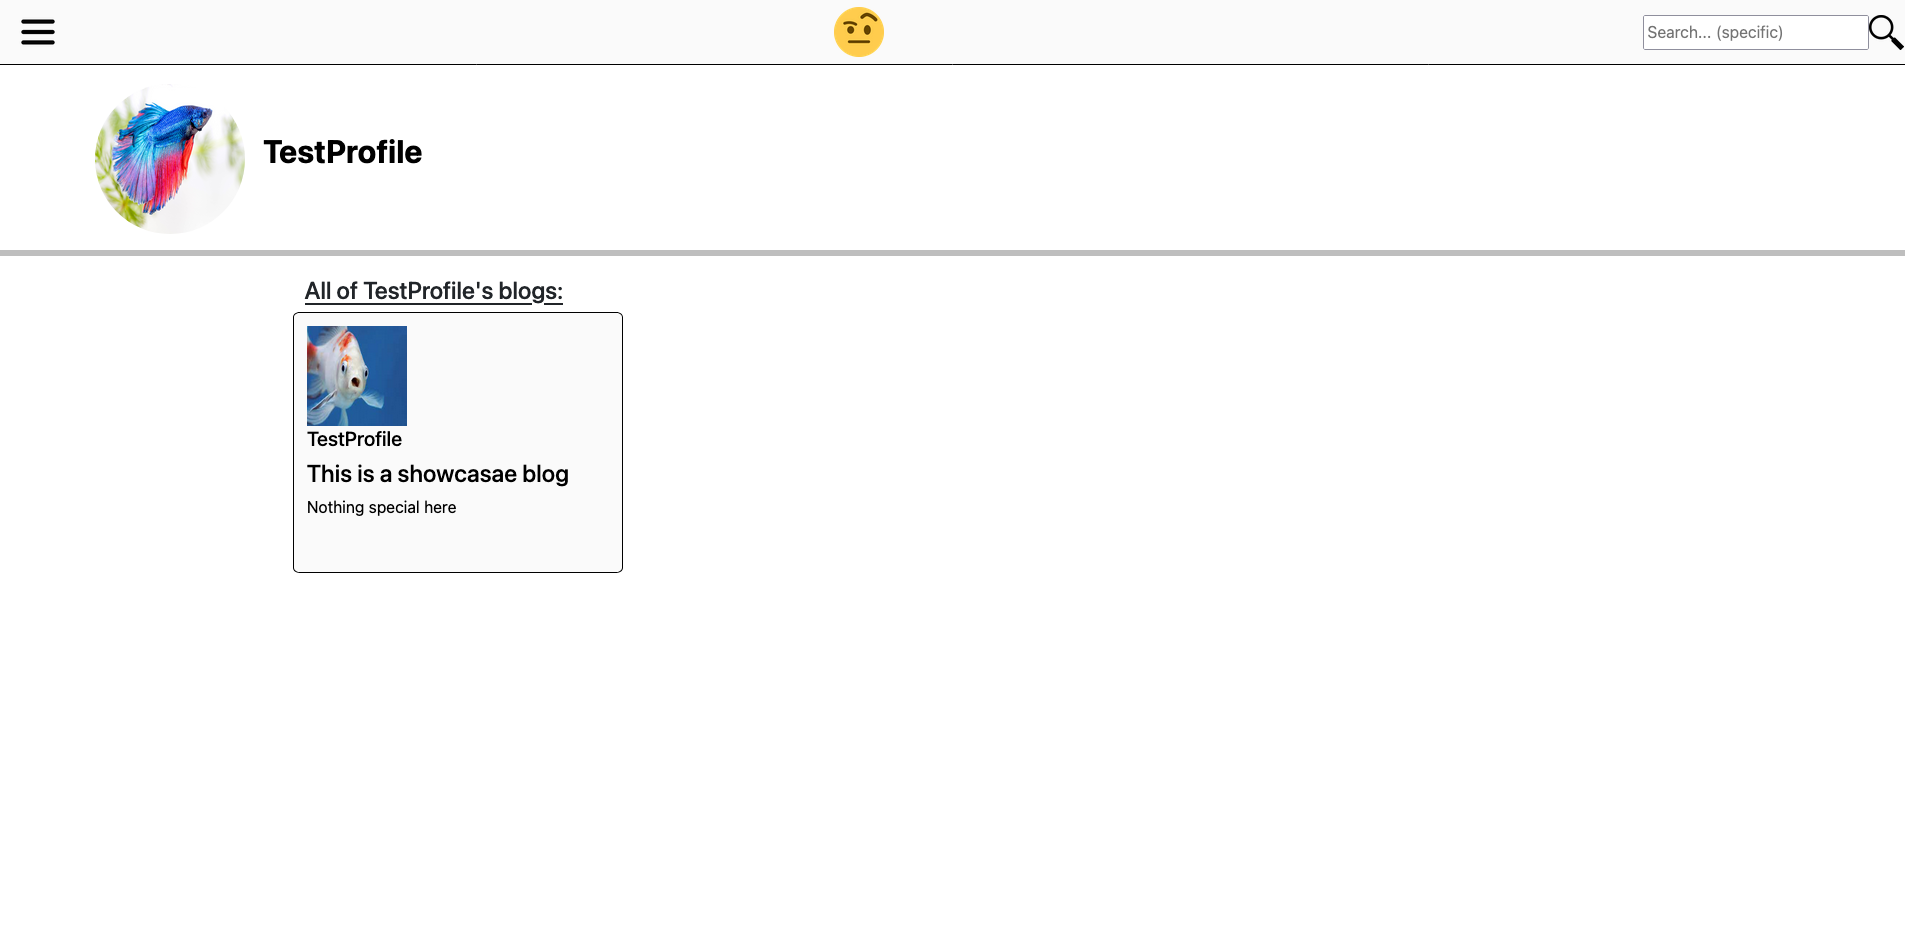 Search... (specific)
TestProfile
All of TestProfile's blogs:
TestProfile
This is a showcasae blog
Nothing special here